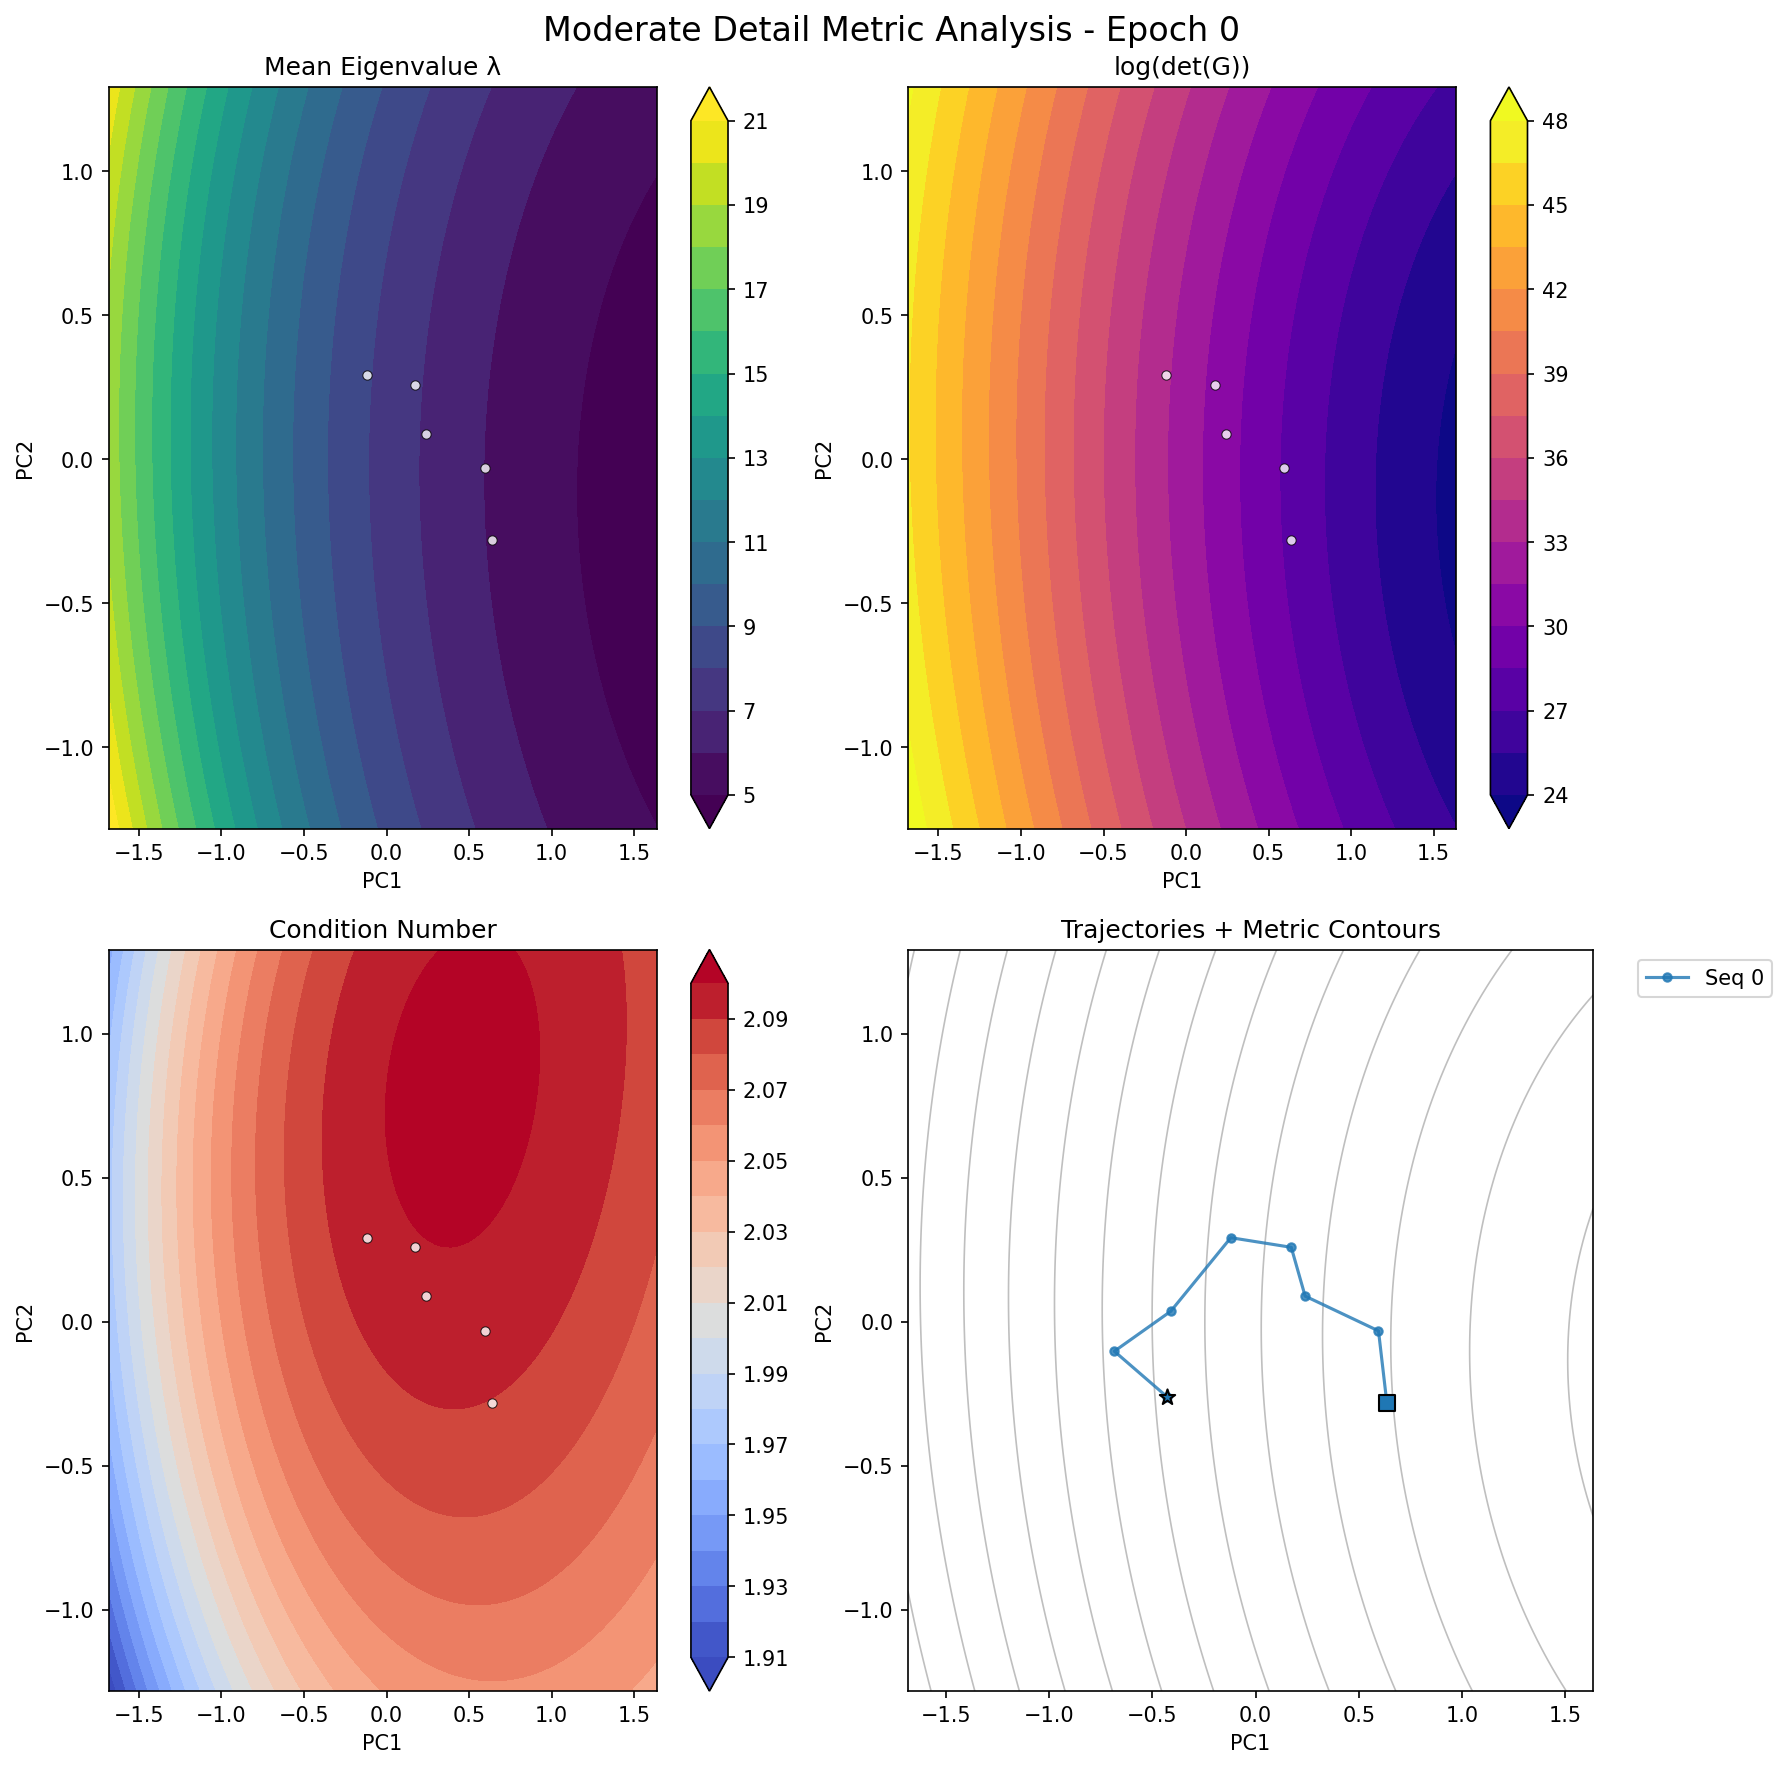 Moderate Detail Metric Analysis - Epoch 0
Mean Eigenvalue λ
PC2
1.0
0.5
0.0
−0.5
−1.0
−1.5 −1.0 −0.5 0.0 0.5 1.0 1.5
PC1
21
19
17
15
13
11
9
7
5
log(det(G))
PC2
1.0
0.5
0.0
−0.5
−1.0
−1.5 −1.0 −0.5 0.0 0.5 1.0 1.5
PC1
48
45
42
39
36
33
30
27
24
Condition Number
PC2
1.0
0.5
0.0
−0.5
−1.0
−1.5 −1.0 −0.5 0.0 0.5 1.0 1.5
PC1
2.09
2.07
2.05
2.03
2.01
1.99
1.97
1.95
1.93
1.91
Trajectories + Metric Contours
PC2
1.0
0.5
0.0
−0.5
−1.0
−1.5 −1.0 −0.5 0.0 0.5 1.0 1.5
PC1
Seq 0